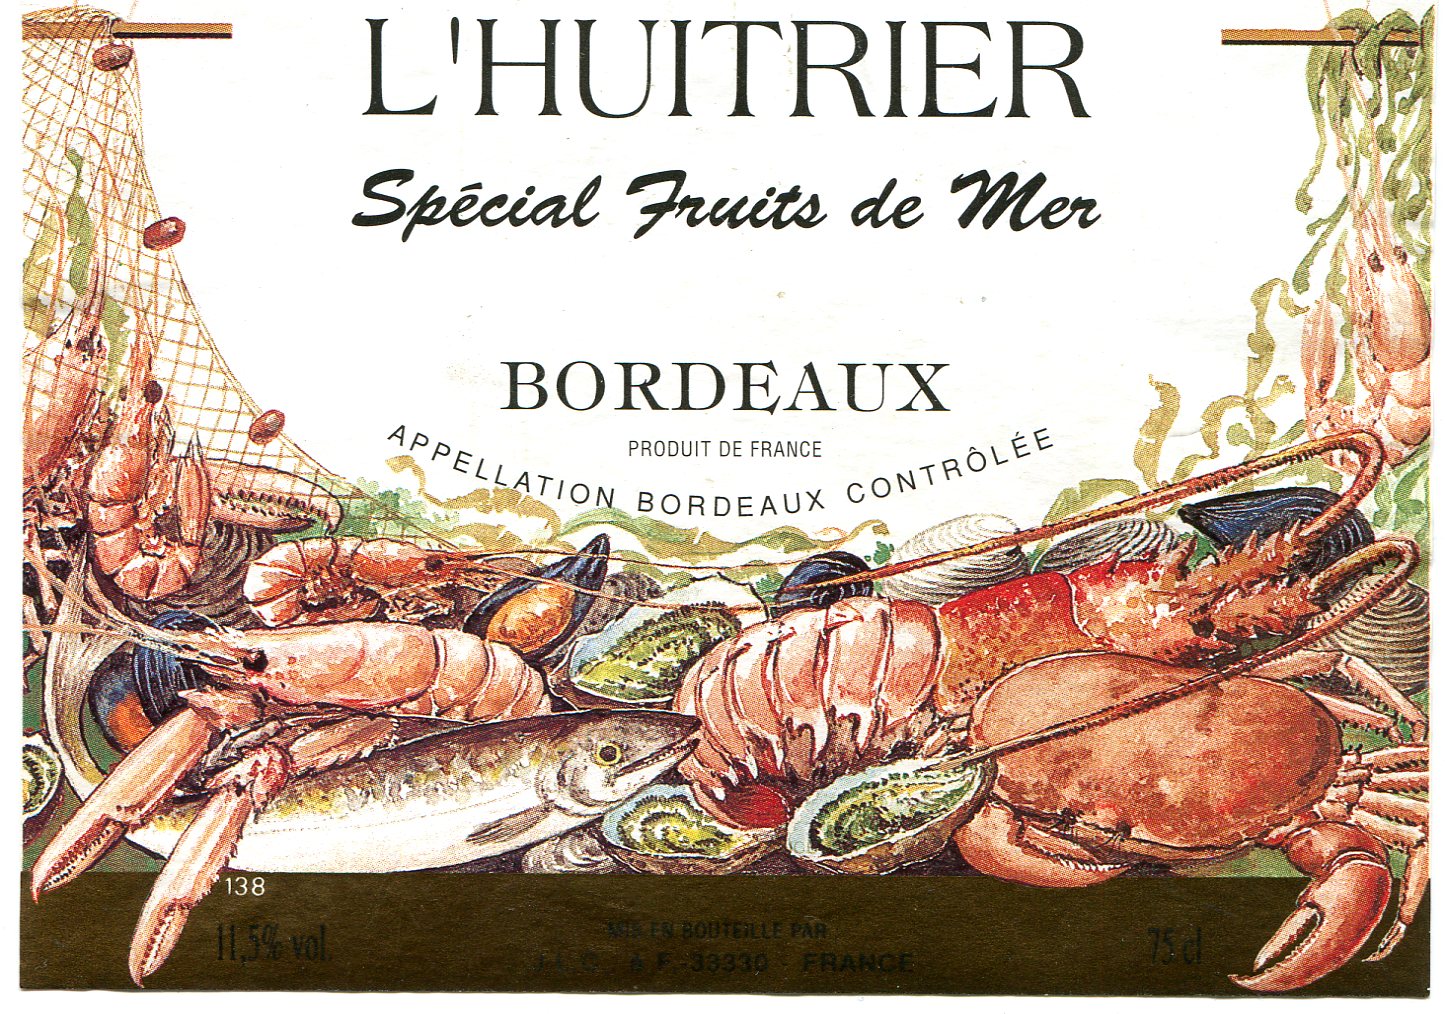 L'HUITRIER
Spécial Fruits de Mer
BORDEAUX
PRODUIT DE FRANCE
APPELLATION BORDEAUX CONTRÔLÉE
138
11,5% vol.
MIS EN BOUTEILLE PAR
A F 33330 - FRANCE
75 cl